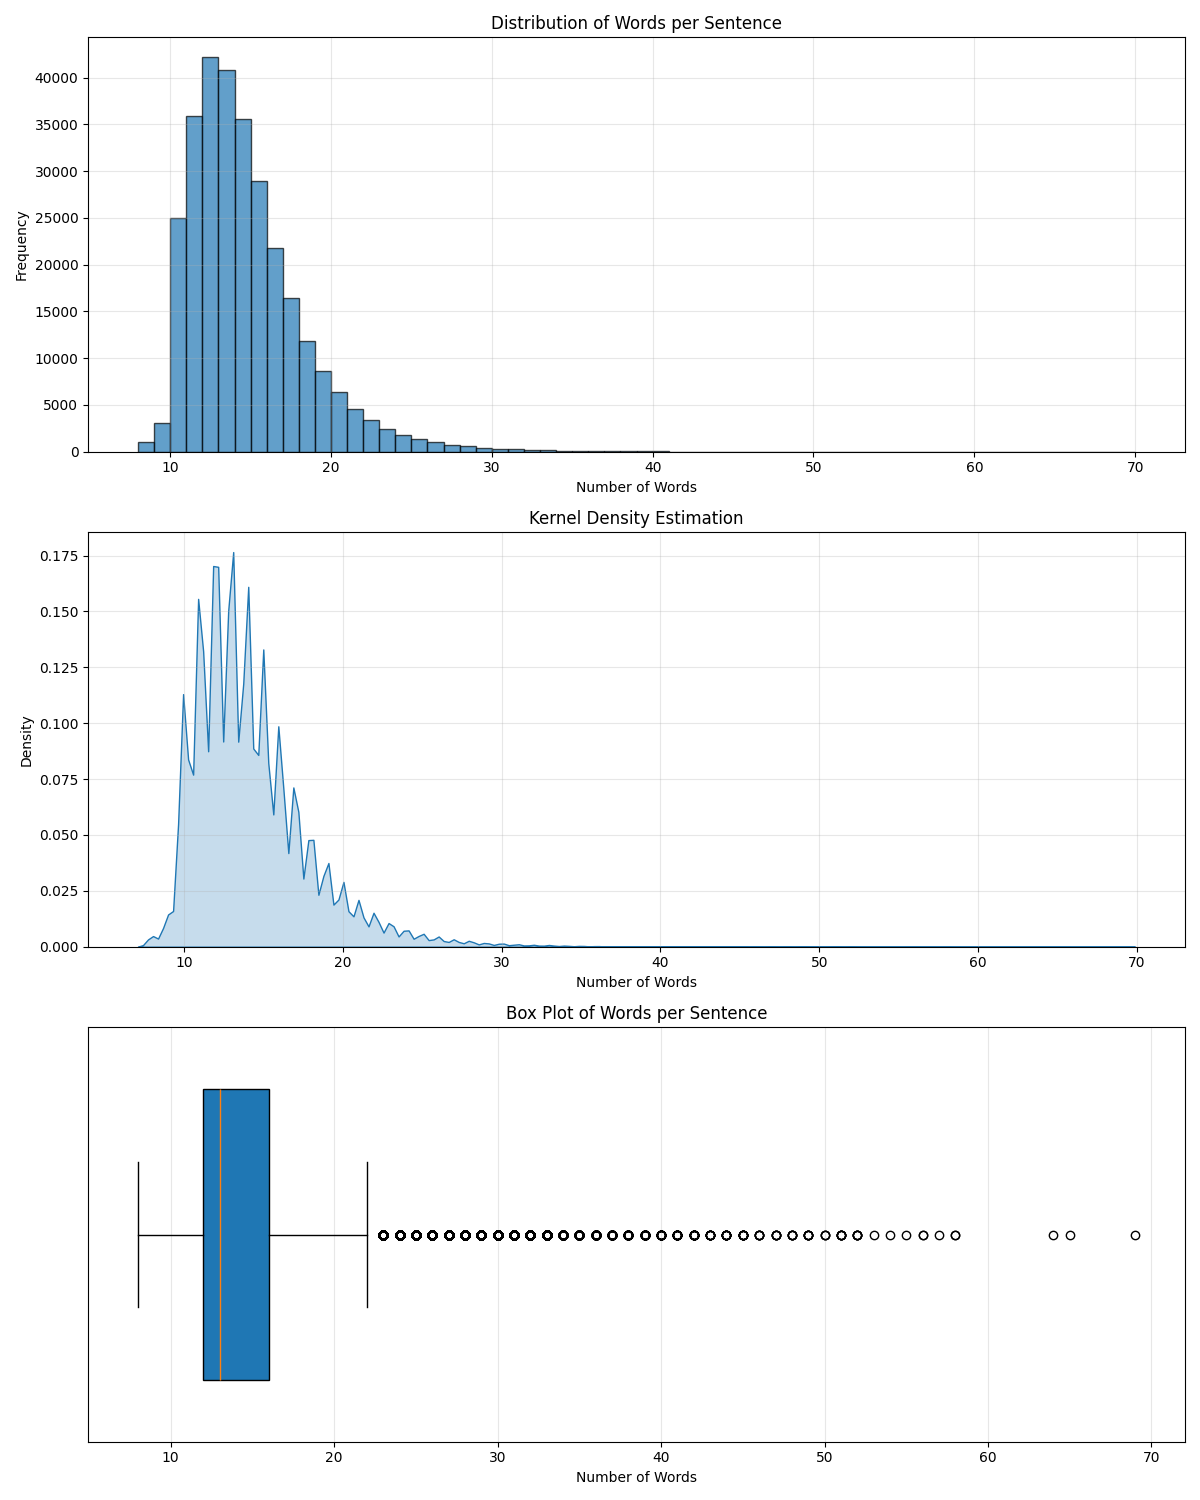 Distribution of Words per Sentence
40000
35000
30000
25000
20000
15000
10000
5000
0
Frequency
10 20 30 40 50 60 70
Number of Words
Kernel Density Estimation
0.175
0.150
0.125
0.100
0.075
0.050
0.025
0.000
Density
10 20 30 40 50 60 70
Number of Words
Box Plot of Words per Sentence
10 20 30 40 50 60 70
Number of Words